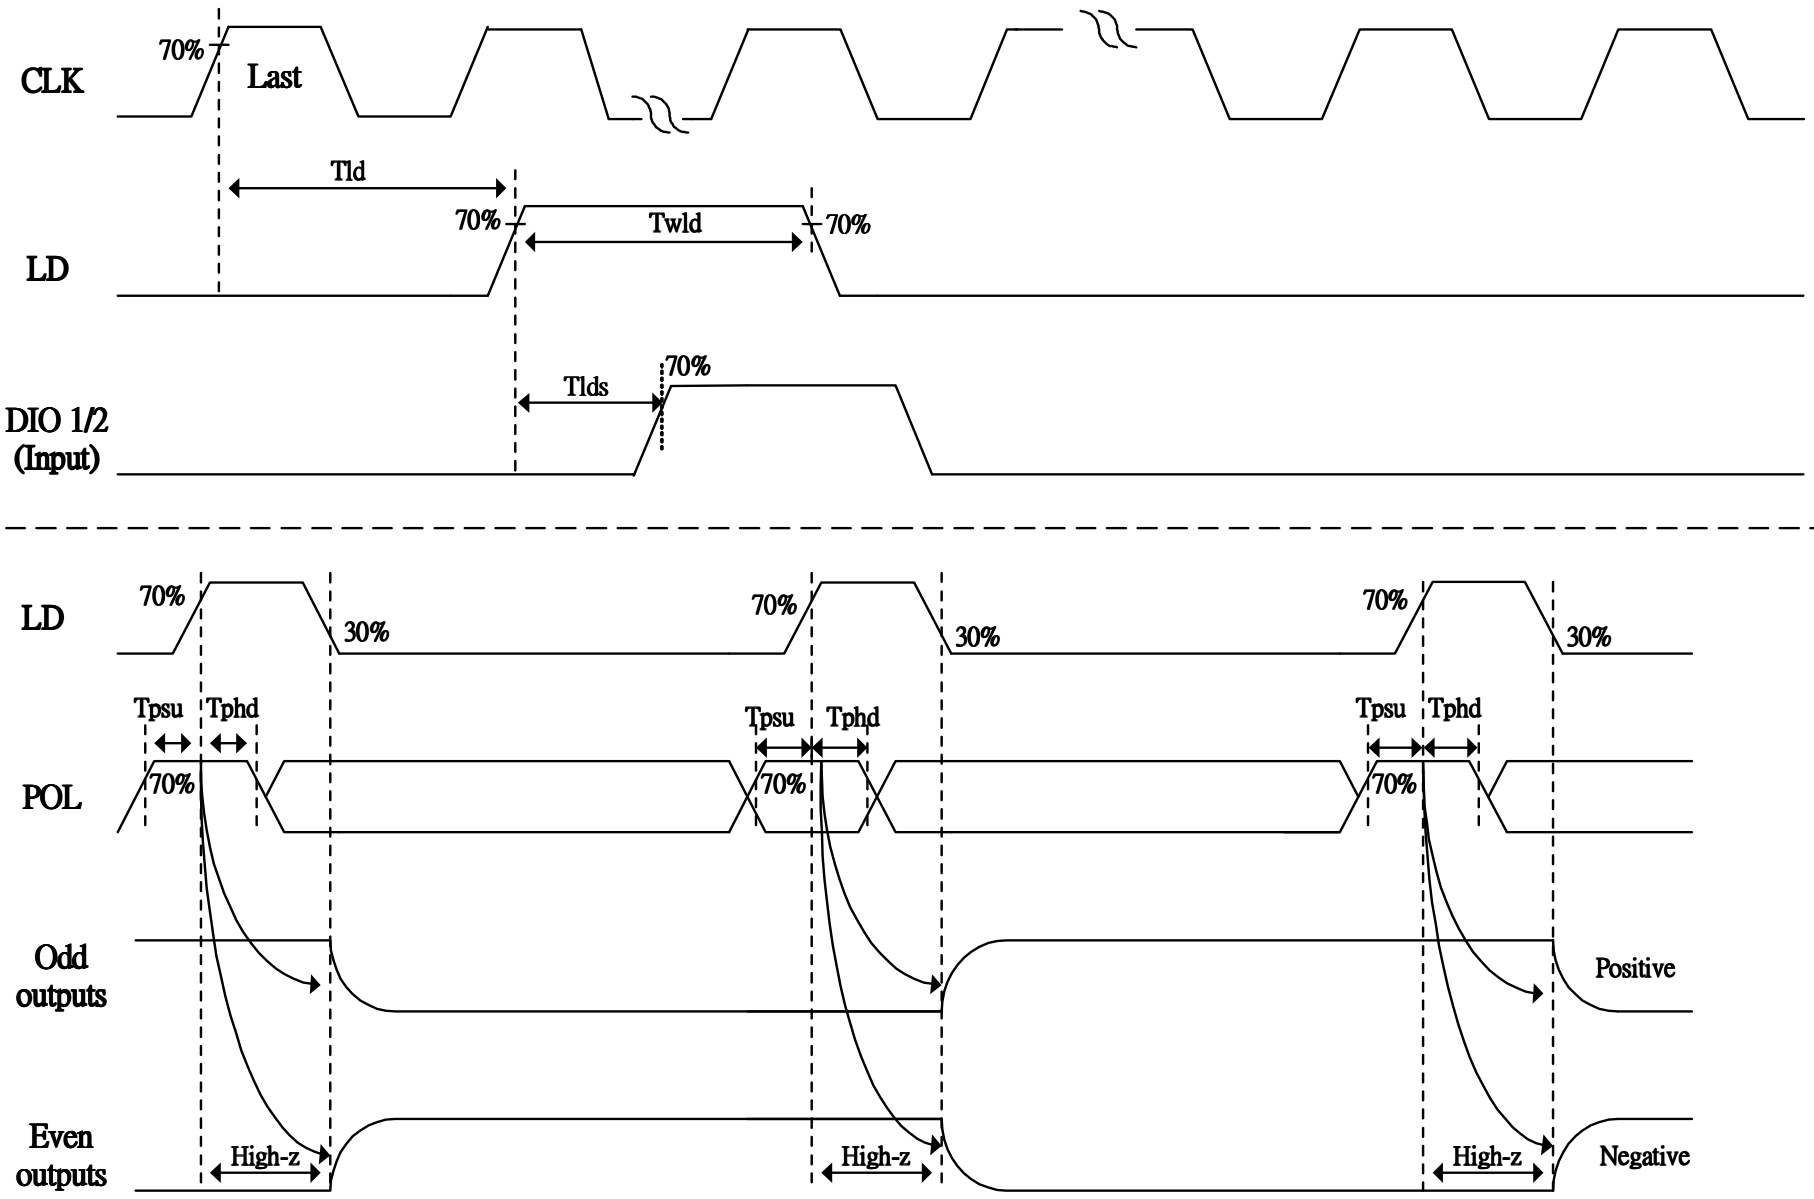 70%
CLK
Last
Tld
70%
Twld
70%
LD
70%
Tlds
DIO 1/2
(Input)
70%
70%
70%
LD
30%
30%
30%
Tpsu
Tphd
Tpsu
Tphd
Tpsu
Tphd
70%
70%
70%
POL
Odd
outputs
Positive
Even
outputs
High-z
High-z
High-z
Negative